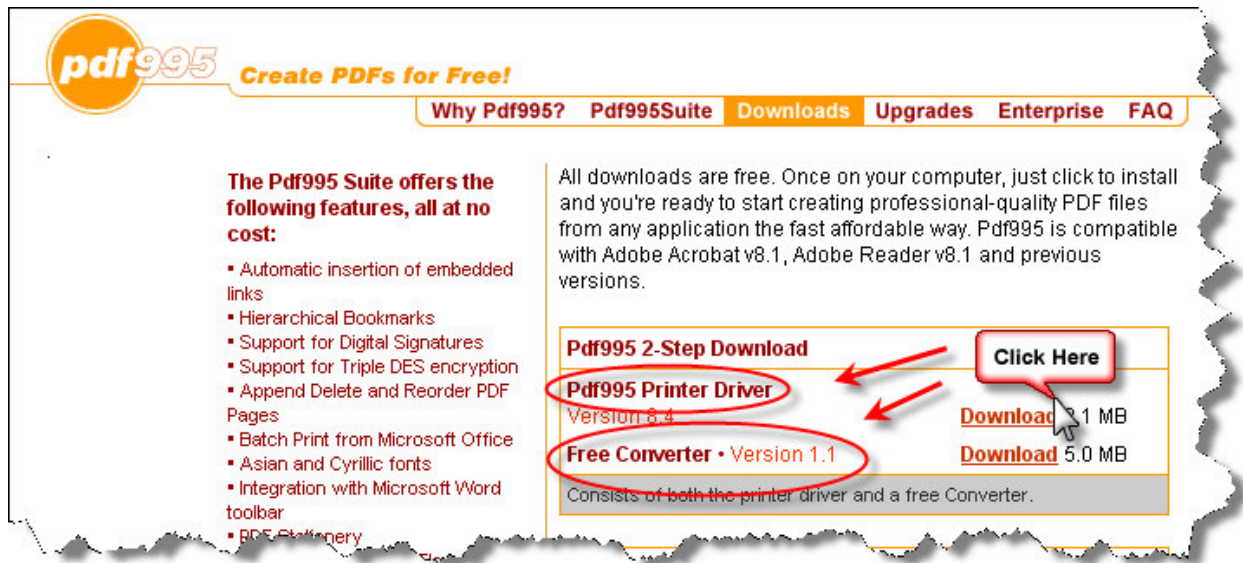 pdf995
Create PDFs for Free!
Why Pdf995? Pdf995Suite Downloads Upgrades Enterprise FAQ
The Pdf995 Suite offers the
following features, all at no
cost:
▪ Automatic insertion of embedded
links
▪ Hierarchical Bookmarks
▪ Support for Digital Signatures
▪ Support for Triple DES encryption
▪ Append Delete and Reorder PDF
Pages
▪ Batch Print from Microsoft Office
▪ Asian and Cyrillic fonts
▪ Integration with Microsoft Word
toolbar
▪ PDF Stationery
All downloads are free. Once on your computer, just click to install
and you're ready to start creating professional-quality PDF files
from any application the fast affordable way. Pdf995 is compatible
with Adobe Acrobat v8.1, Adobe Reader v8.1 and previous
versions.
Pdf995 2-Step Download
Click Here
Pdf995 Printer Driver
Version 8.4 Download .1 MB
Free Converter • Version 1.1 Download 5.0 MB
Consists of both the printer driver and a free Converter.